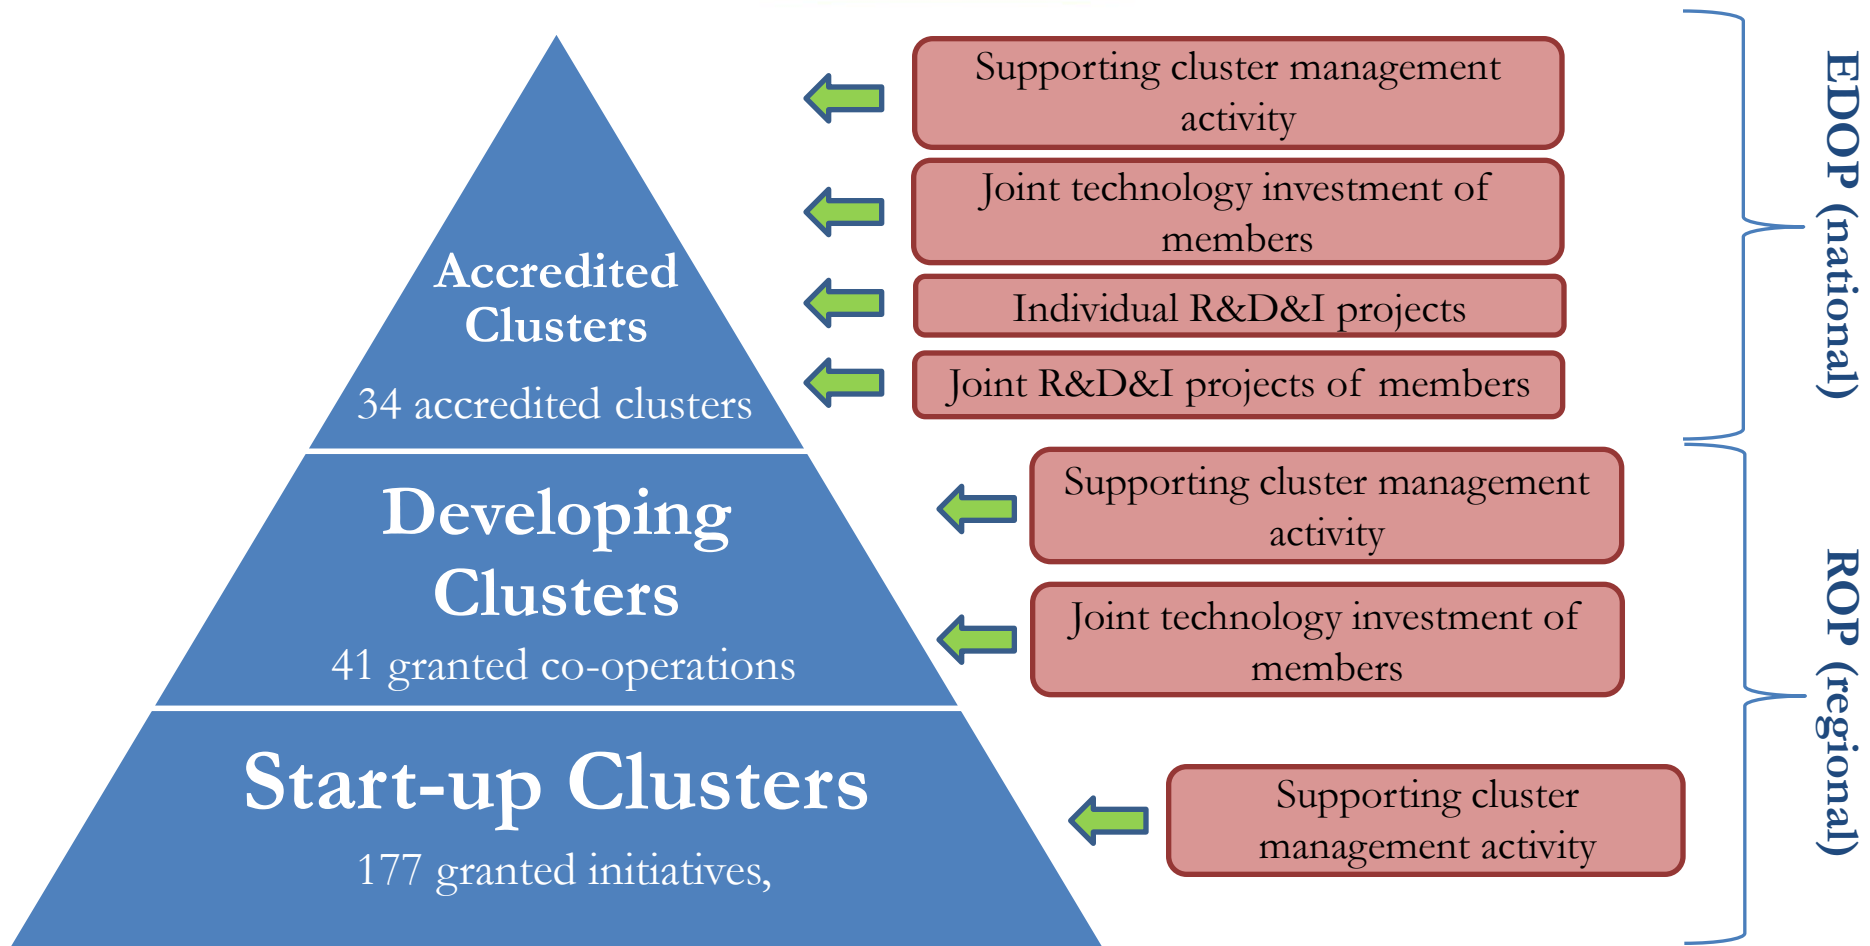 Accredited
Clusters
34 accredited clusters
Developing
Clusters
41 granted co-operations
Start-up Clusters
177 granted initiatives,
Supporting cluster management
activity
Joint technology investment of
members
Individual R&D&I projects
Joint R&D&I projects of members
Supporting cluster management
activity
Joint technology investment of
members
Supporting cluster
management activity
EDOP (national)
ROP (regional)